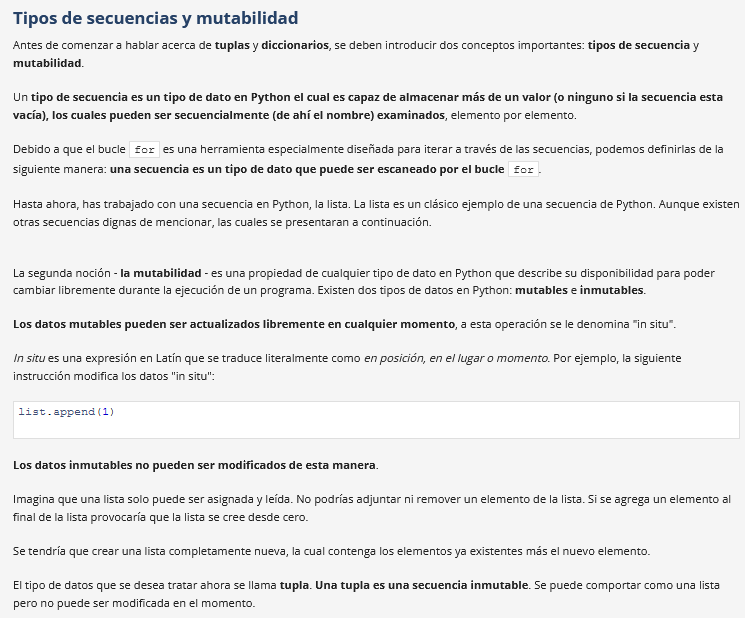 Tipos de secuencias y mutabilidad
Antes de comenzar a hablar acerca de tuplas y diccionarios, se deben introducir dos conceptos importantes: tipos de secuencia y
mutabilidad.
Un tipo de secuencia es un tipo de dato en Python el cual es capaz de almacenar más de un valor (o ninguno si la secuencia esta
vacía), los cuales pueden ser secuencialmente (de ahí el nombre) examinados, elemento por elemento.
Debido a que el bucle for es una herramienta especialmente diseñada para iterar a través de las secuencias, podemos definirlas de la
siguiente manera: una secuencia es un tipo de dato que puede ser escaneado por el bucle for.
Hasta ahora, has trabajado con una secuencia en Python, la lista. La lista es un clásico ejemplo de una secuencia de Python. Aunque existen
otras secuencias dignas de mencionar, las cuales se presentaran a continuación.
La segunda noción - la mutabilidad - es una propiedad de cualquier tipo de dato en Python que describe su disponibilidad para poder
cambiar libremente durante la ejecución de un programa. Existen dos tipos de datos en Python: mutables e inmutables.
Los datos mutables pueden ser actualizados libremente en cualquier momento, a esta operación se le denomina "in situ".
In situ es una expresión en Latín que se traduce literalmente como en posición, en el lugar o momento. Por ejemplo, la siguiente
instrucción modifica los datos "in situ":
list.append(1)
Los datos inmutables no pueden ser modificados de esta manera.
Imagina que una lista solo puede ser asignada y leída. No podrías adjuntar ni remover un elemento de la lista. Si se agrega un elemento al
final de la lista provocaría que la lista se cree desde cero.
Se tendría que crear una lista completamente nueva, la cual contenga los elementos ya existentes más el nuevo elemento.
El tipo de datos que se desea tratar ahora se llama tupla. Una tupla es una secuencia inmutable. Se puede comportar como una lista
pero no puede ser modificada en el momento.